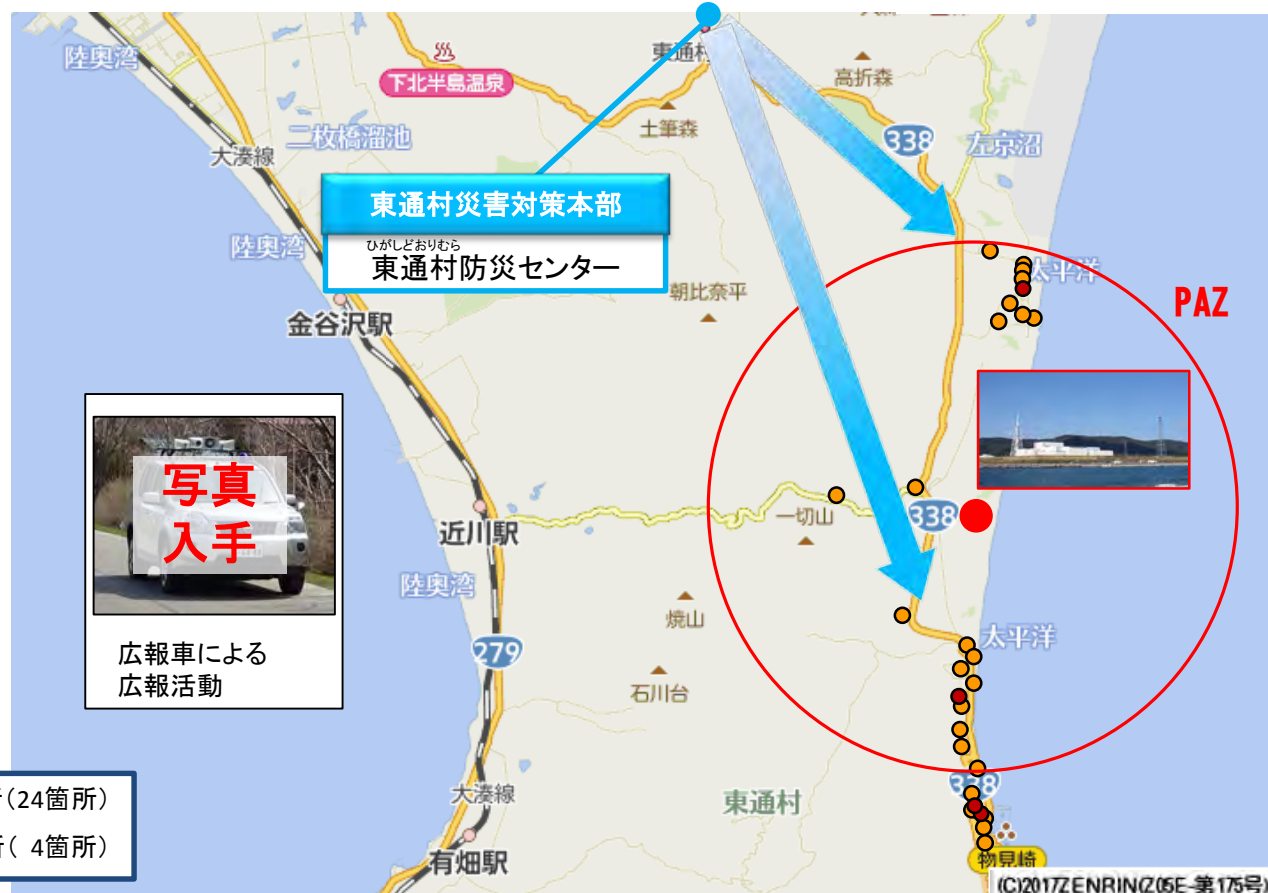 陸奥湾
下北半島温泉
東通村
高折森
土筆森
二枚橋溜池
大湊線
338
左京沼
東通村災害対策本部
ひがしどおりむら
東通村防災センター
陸奥湾
太平洋
朝比奈平
PAZ
金谷沢駅
写真
入手
広報車による
広報活動
近川駅
一切山
338
陸奥湾
焼山
太平洋
279
石川台
338
大湊線
東通村
(24箇所)
( 4箇所)
有畑駅
物見崎
(C)2017ZENRIN(Z05E-第175号)